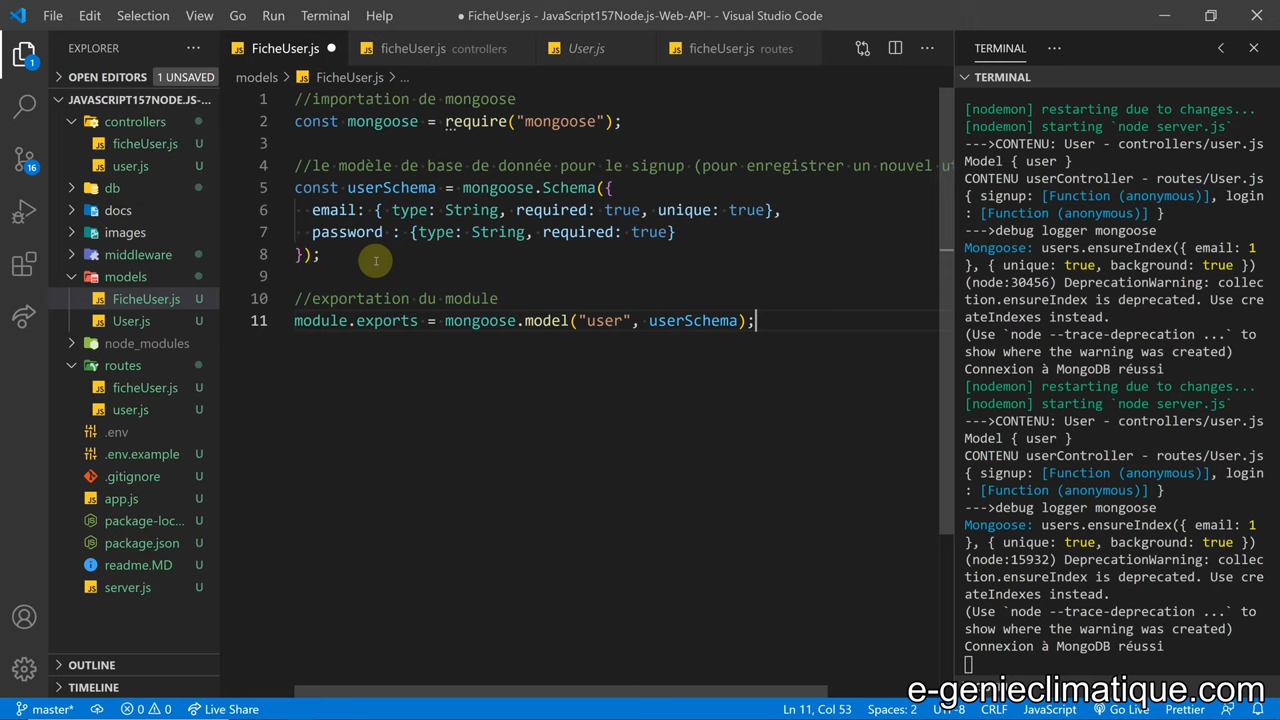 File Edit Selection View Go Run Terminal Help
● FicheUser.js - JavaScript157Node.js-Web-API- - Visual Studio Code
EXPLORER
OPEN EDITORS 1 UNSAVED
JAVASCRIPT157NODE.JS-...
controllers
ficheUser.js U
user.js U
db
docs
images
middleware
models
FicheUser.js U
User.js U
node_modules
routes
ficheUser.js U
user.js U
.env
.env.example U
.gitignore U
app.js U
package-loc... U
package.json U
readme.MD U
server.js U
OUTLINE
TIMELINE
1
16
FicheUser.js ● ficheUser.js controllers User.js ficheUser.js routes
models > FicheUser.js > ...
1 //importation de mongoose
2 const mongoose = require("mongoose");
3
4 //le modèle de base de donnée pour le signup (pour enregistrer un nouvel ut
5 const userSchema = mongoose.Schema({
6 email: { type: String, required: true, unique: true},
7 password : {type: String, required: true}
8 });
9
10 //exportation du module
11 module.exports = mongoose.model("user", userSchema);
TERMINAL
TERMINAL
[nodemon] restarting due to changes...
[nodemon] starting `node server.js`
--->CONTENU: User - controllers/user.js
Model { user }
CONTENU userController - routes/User.js
{ signup: [Function (anonymous)], login
: [Function (anonymous)] }
--->debug logger mongoose
Mongoose: users.ensureIndex({ email: 1
}, { unique: true, background: true })
(node:30456) DeprecationWarning: collec
tion.ensureIndex is deprecated. Use cre
ateIndexes instead.
(Use `node --trace-deprecation ...` to
show where the warning was created)
Connexion à MongoDB réussi
[nodemon] restarting due to changes...
[nodemon] starting `node server.js`
--->CONTENU: User - controllers/user.js
Model { user }
CONTENU userController - routes/User.js
{ signup: [Function (anonymous)], login
: [Function (anonymous)] }
--->debug logger mongoose
Mongoose: users.ensureIndex({ email: 1
}, { unique: true, background: true })
(node:15932) DeprecationWarning: collec
tion.ensureIndex is deprecated. Use cre
ateIndexes instead.
(Use `node --trace-deprecation ...` to
show where the warning was created)
Connexion à MongoDB réussi
e-genieclimatique.com
master* 0 0 Live Share Ln 11, Col 53 Spaces: 2 UTF-8 CRLF JavaScript Go Live Prettier